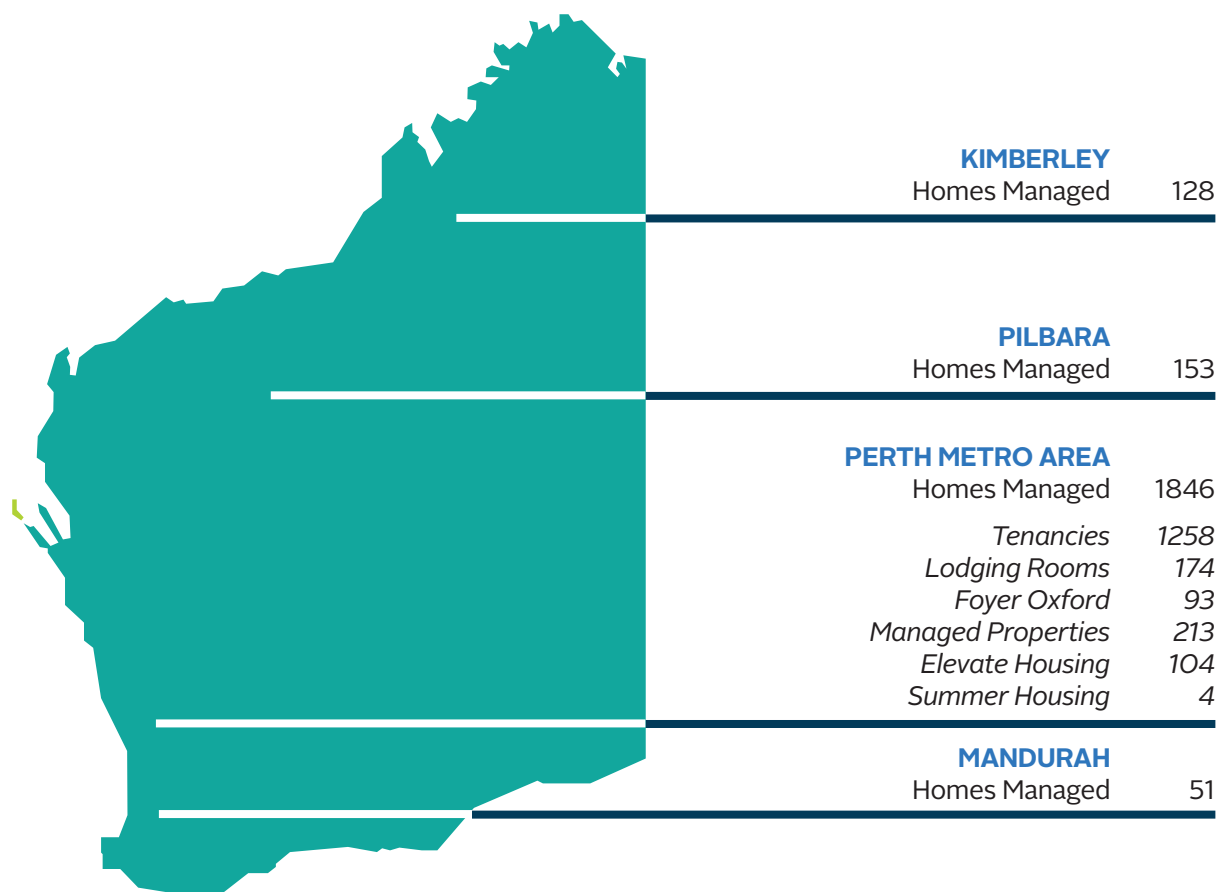 KIMBERLEY
Homes Managed 128
PILBARA
Homes Managed 153
PERTH METRO AREA
Homes Managed 1846
Tenancies 1258
Lodging Rooms 174
Foyer Oxford 93
Managed Properties 213
Elevate Housing 104
Summer Housing 4
MANDURAH
Homes Managed 51